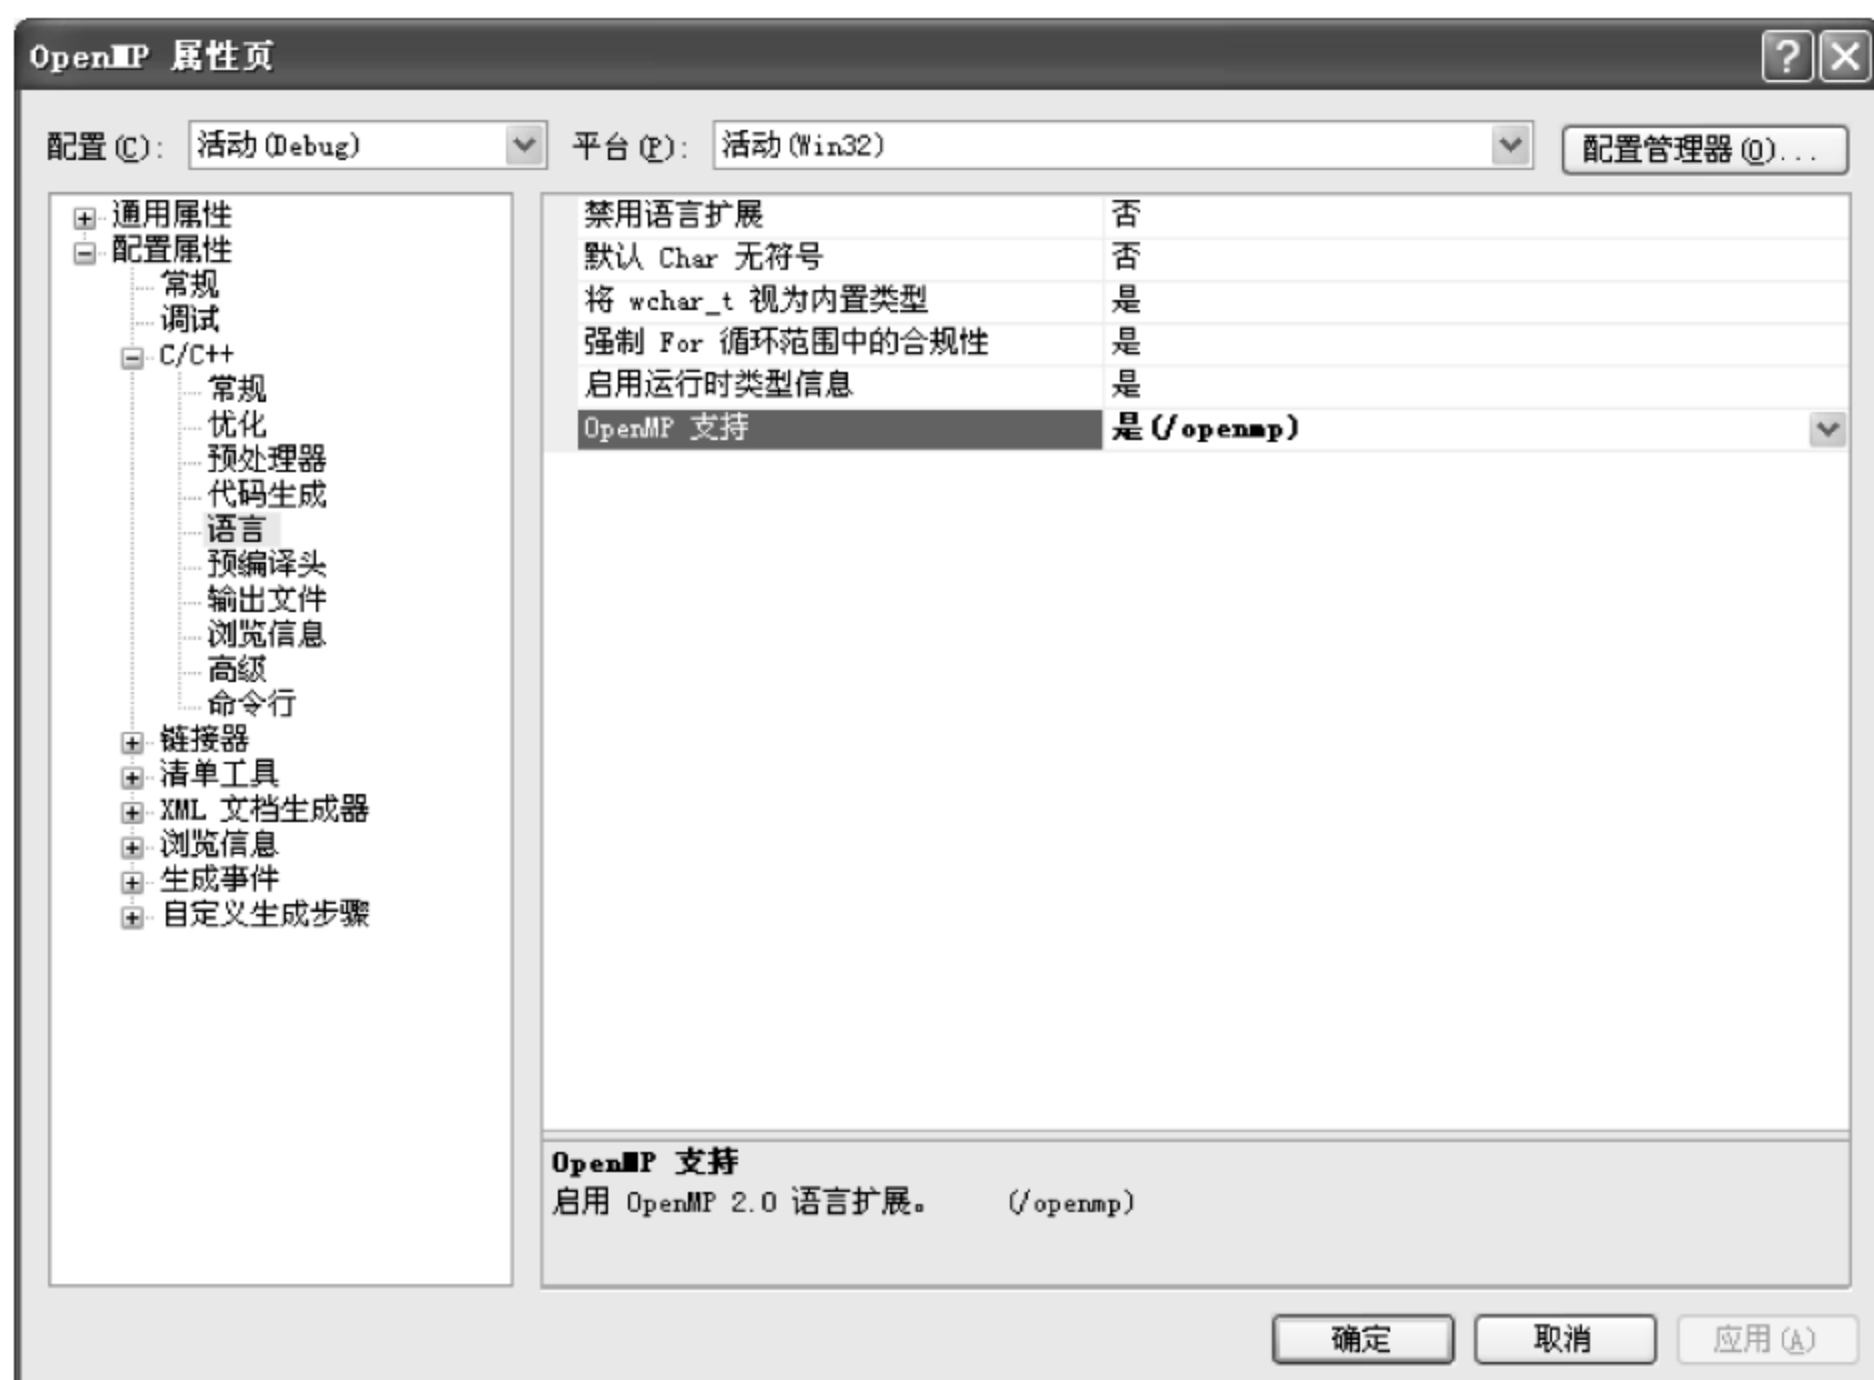 OpenMP 属性页
配置(C): 活动(Debug) 平台(P): 活动(Win32) 配置管理器(O)...
通用属性
配置属性
常规
调试
C/C++
常规
优化
预处理器
代码生成
语言
预编译头
输出文件
浏览信息
高级
命令行
链接器
清单工具
XML 文档生成器
浏览信息
生成事件
自定义生成步骤
禁用语言扩展 否
默认 Char 无符号 否
将 wchar_t 视为内置类型 是
强制 For 循环范围中的合规性 是
启用运行时类型信息 是
OpenMP 支持 是(/openmp)
OpenMP 支持
启用 OpenMP 2.0 语言扩展。 (/openmp)
确定 取消 应用(A)